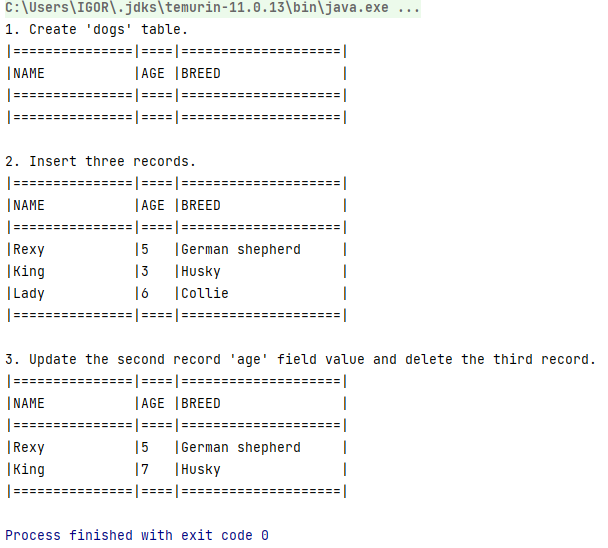 C:\Users\IGOR\.jdks\temurin-11.0.13\bin\java.exe ...
1. Create 'dogs' table.
|===============|====|====================|
|NAME           |AGE |BREED               |
|===============|====|====================|
|===============|====|====================|
2. Insert three records.
|===============|====|====================|
|NAME           |AGE |BREED               |
|===============|====|====================|
|Rexy           |5   |German shepherd     |
|King           |3   |Husky               |
|Lady           |6   |Collie              |
|===============|====|====================|
3. Update the second record 'age' field value and delete the third record.
|===============|====|====================|
|NAME           |AGE |BREED               |
|===============|====|====================|
|Rexy           |5   |German shepherd     |
|King           |7   |Husky               |
|===============|====|====================|
Process finished with exit code 0